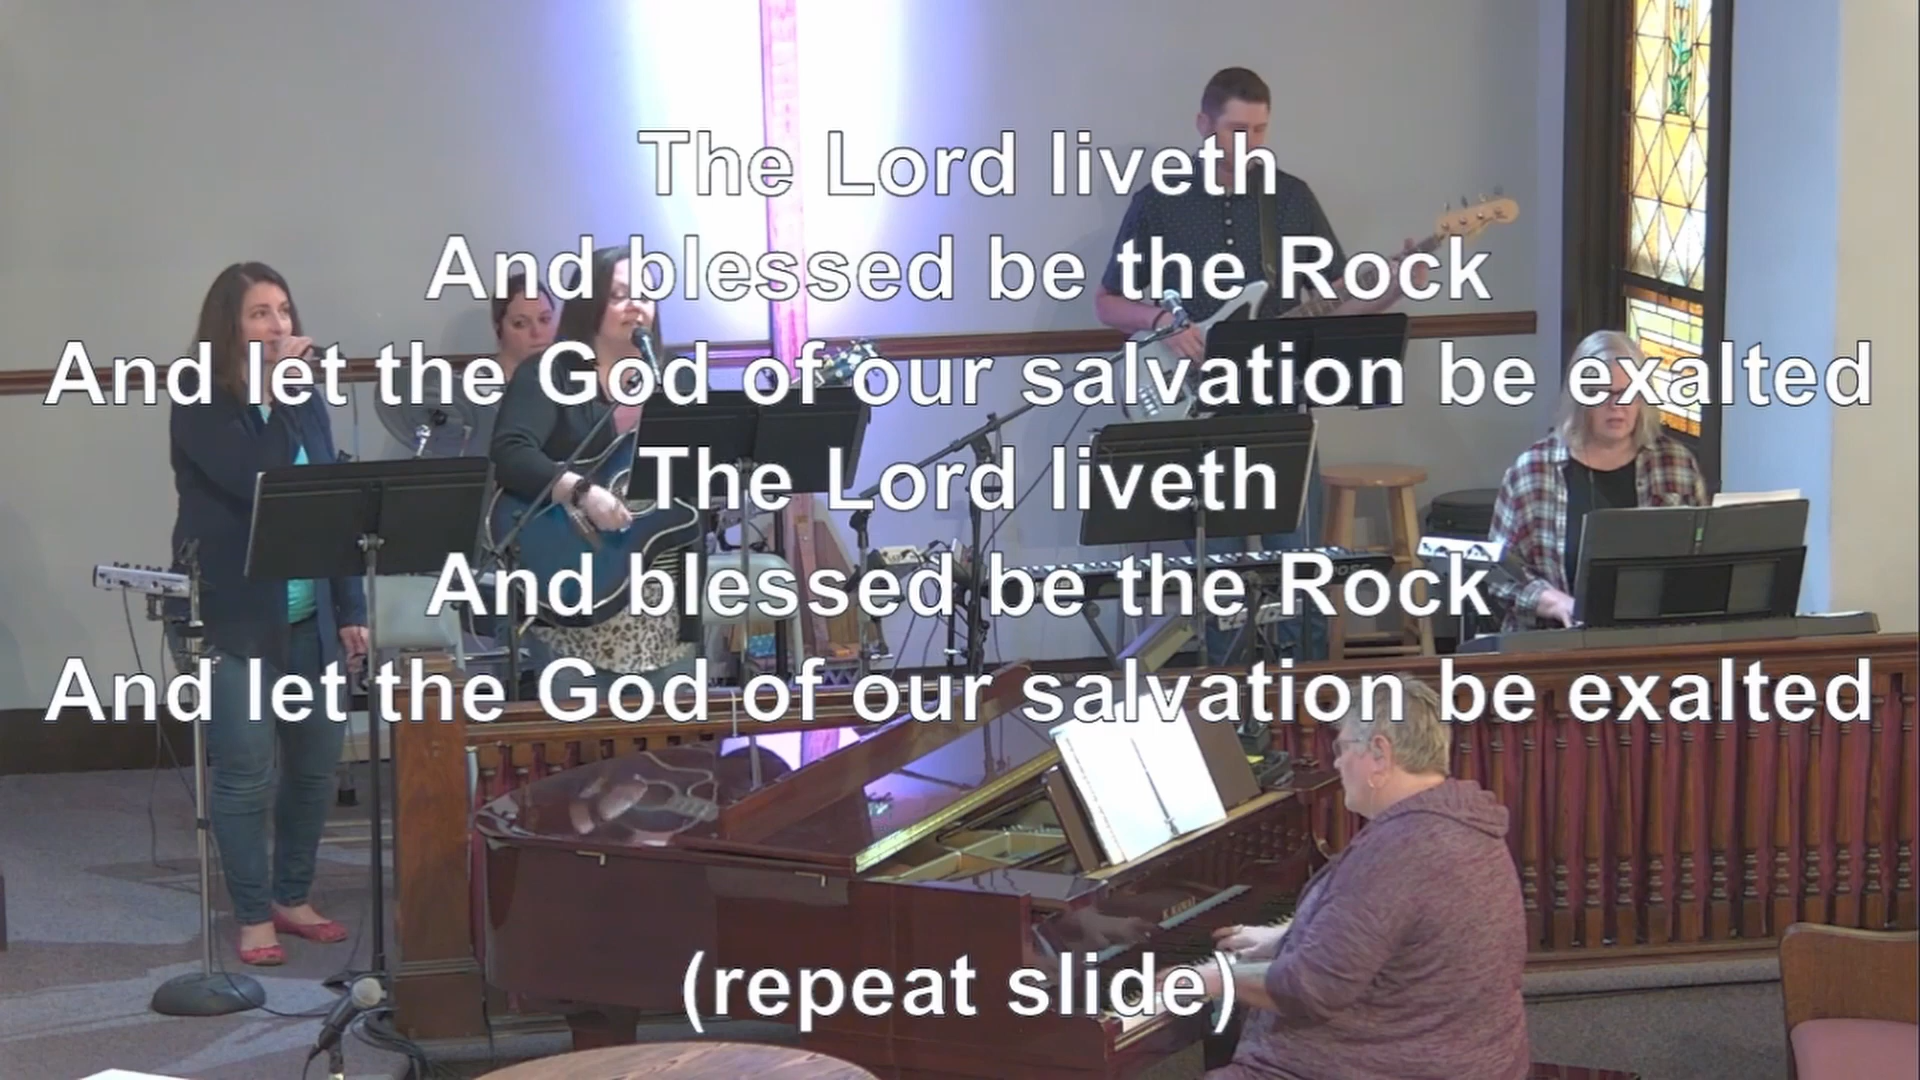 The Lord liveth
And blessed be the Rock
And let the God of our salvation be exalted
The Lord liveth
And blessed be the Rock
And let the God of our salvation be exalted
(repeat slide)
KAWAI